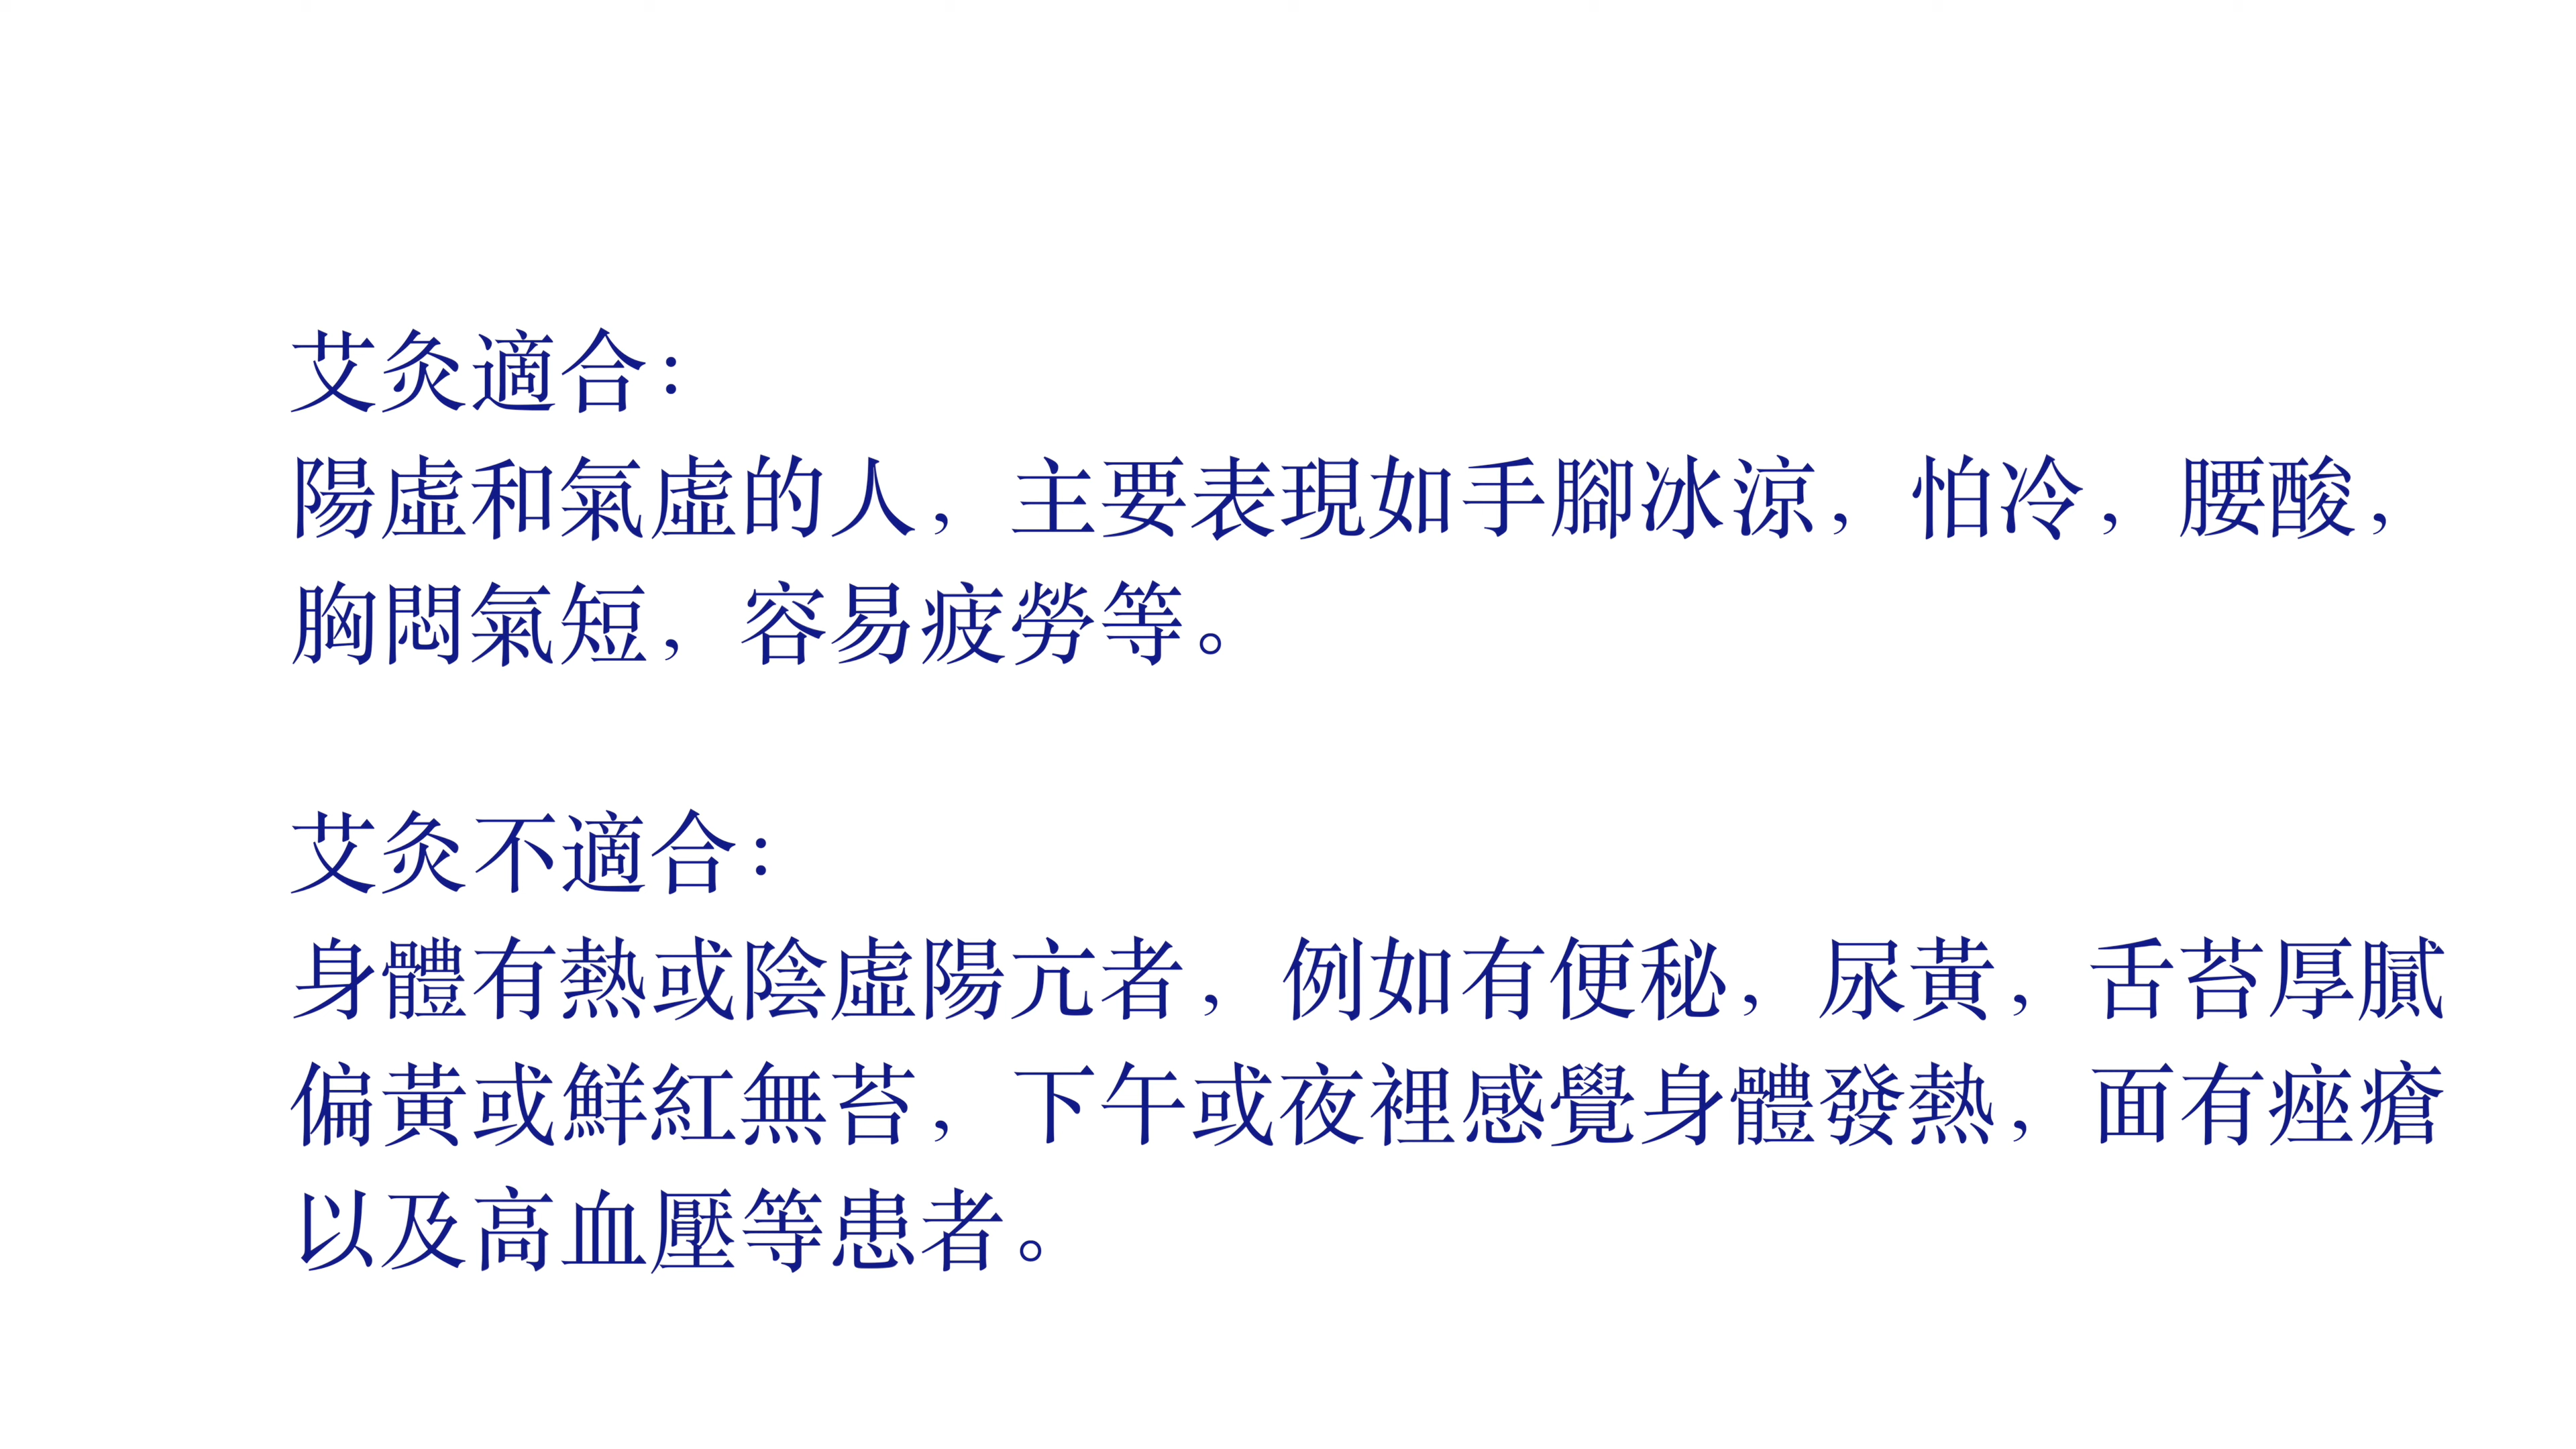 艾灸適合：
陽虛和氣虛的人，主要表現如手腳冰涼，怕冷，腰酸，
胸悶氣短，容易疲勞等。
艾灸不適合：
身體有熱或陰虛陽亢者，例如有便秘，尿黃，舌苔厚膩
偏黃或鮮紅無苔，下午或夜裡感覺身體發熱，面有痤瘡
以及高血壓等患者。